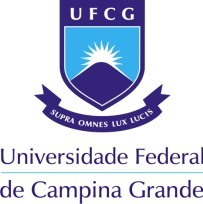 UFCG
SUPRA OMNES LUX LUCIS
Universidade Federal
de Campina Grande